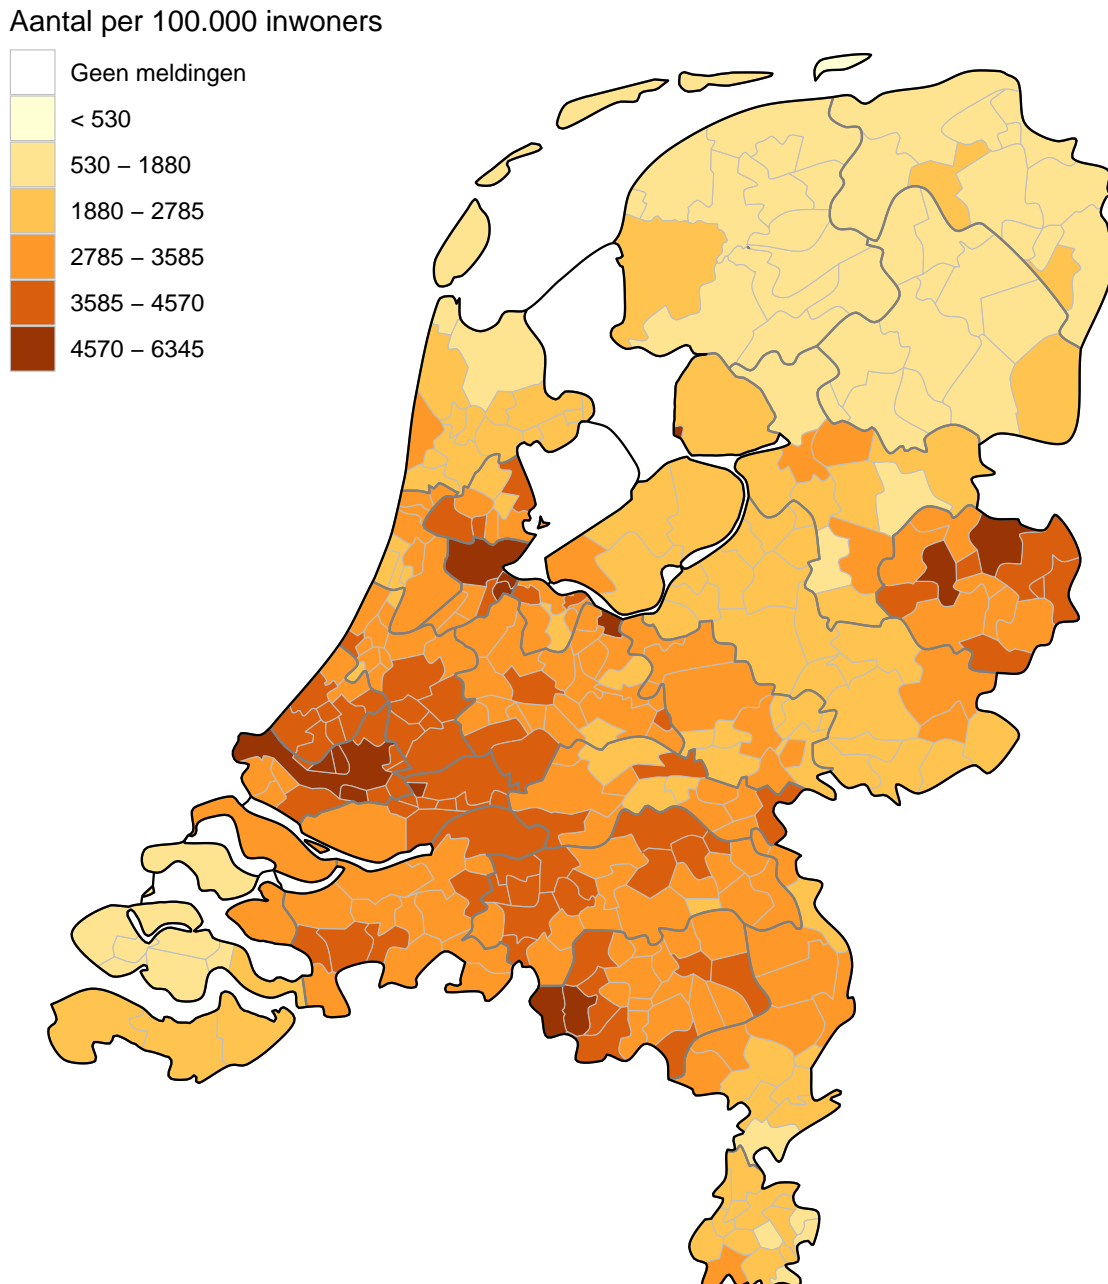 Aantal per 100.000 inwoners
Geen meldingen
< 530
530 – 1880
1880 – 2785
2785 – 3585
3585 – 4570
4570 – 6345